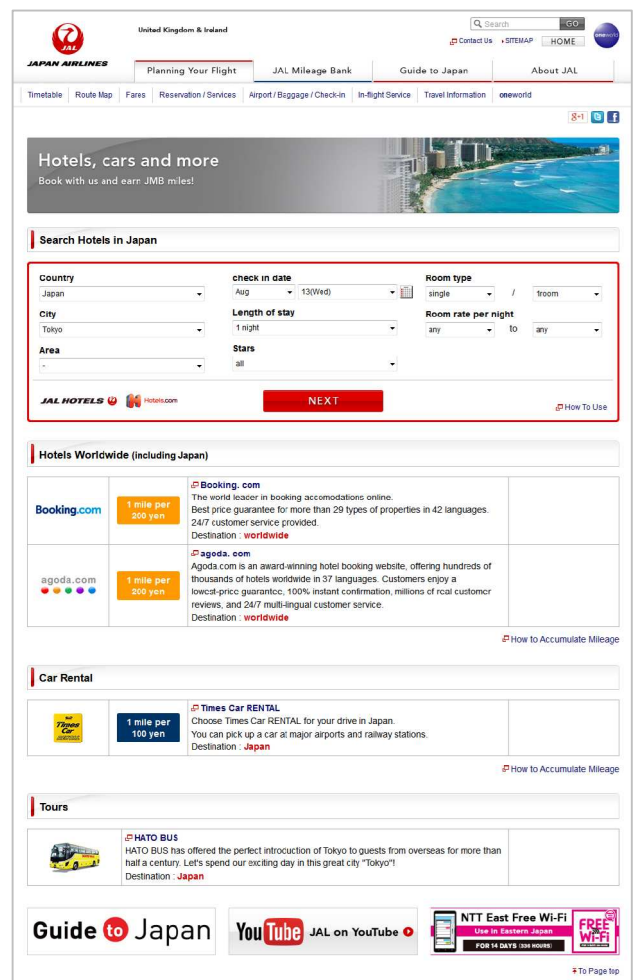 United Kingdom & Ireland
Search
GO
Contact Us
SITEMAP
HOME
oneworld
JAL
JAPAN AIRLINES
Planning Your Flight
JAL Mileage Bank
Guide to Japan
About JAL
Timetable
Route Map
Fares
Reservation / Services
Airport / Baggage / Check-in
In-flight Service
Travel Information
oneworld
8+1
Hotels, cars and more
Book with us and earn JMB miles!
Search Hotels in Japan
Country
check in date
Room type
Japan
Aug
13(Wed)
single
/
1room
City
Length of stay
Room rate per night
Tokyo
1 night
any
to
any
Area
Stars
-
all
JAL HOTELS
Hotels.com
NEXT
How To Use
Hotels Worldwide (including Japan)
Booking.com
1 mile per
200 yen
Booking. com
The world leader in booking accomodations online.
Best price guarantee for more than 29 types of properties in 42 languages.
24/7 customer service provided.
Destination : worldwide
agoda.com
1 mile per
200 yen
agoda. com
Agoda.com is an award-winning hotel booking website, offering hundreds of
thousands of hotels worldwide in 37 languages. Customers enjoy a
lowest-price guarantee, 100% instant confirmation, millions of real customer
reviews, and 24/7 multi-lingual customer service.
Destination : worldwide
How to Accumulate Mileage
Car Rental
Times
Car
1 mile per
100 yen
Times Car RENTAL
Choose Times Car RENTAL for your drive in Japan.
You can pick up a car at major airports and railway stations.
Destination : Japan
How to Accumulate Mileage
Tours
HATO BUS
HATO BUS has offered the perfect introcuction of Tokyo to guests from overseas for more than
half a century. Let's spend our exciting day in this great city "Tokyo"!
Destination : Japan
Guide to Japan
YouTube JAL on YouTube
NTT East Free Wi-Fi
Use in Eastern Japan
FOR 14 DAYS (336 HOURS)
FREE
Wi-Fi
To Page top